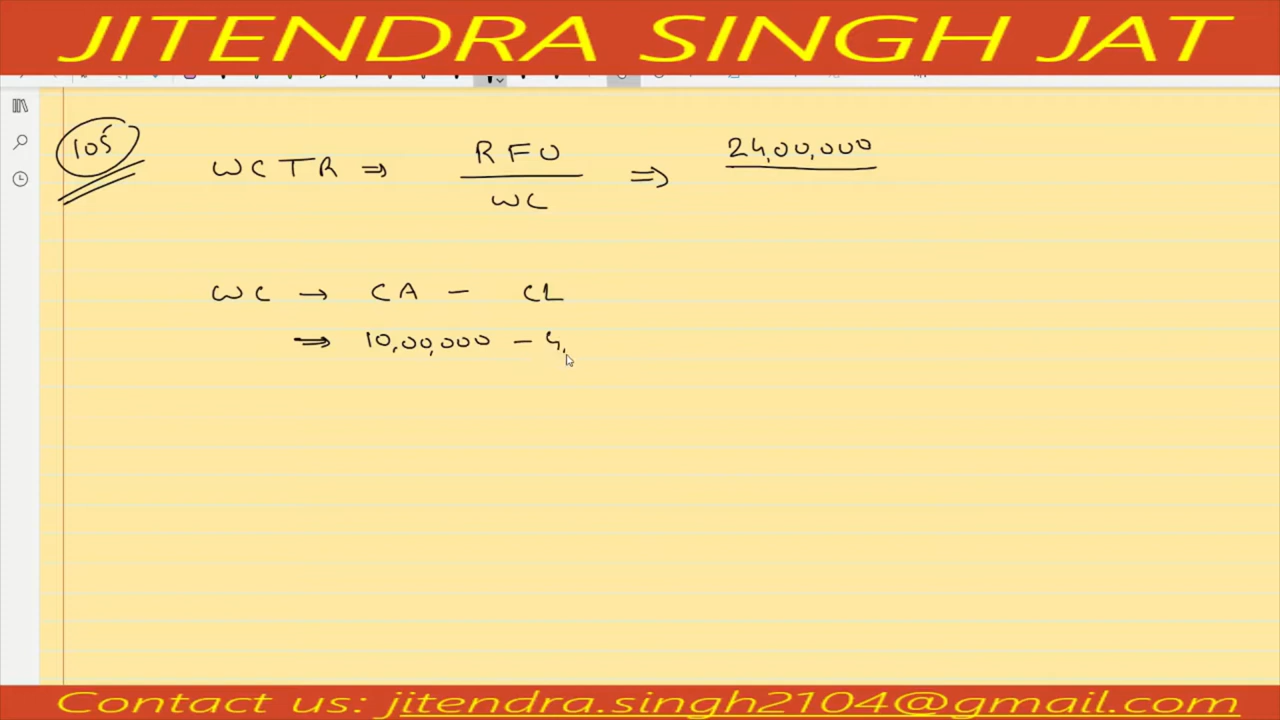 JITENDRA SINGH JAT
105
WCTR ⇒ RFO / WC ⇒ 24,00,000
WC → CA - CL
⇒ 10,00,000 - 4,
Contact us: jitendra.singh2104@gmail.com